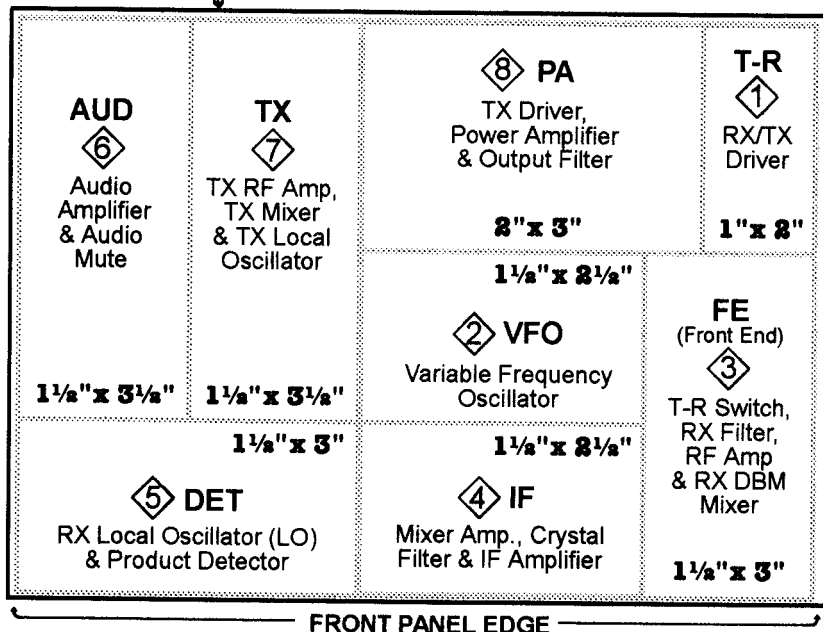 AUD
6
Audio
Amplifier
& Audio
Mute
1½"x 3½"
TX
7
TX RF Amp,
TX Mixer
& TX Local
Oscillator
1½"x 3½"
8 PA
TX Driver,
Power Amplifier
& Output Filter
2"x 3"
T-R
1
RX/TX
Driver
1"x 2"
1½"x 2½"
2 VFO
Variable Frequency
Oscillator
FE
(Front End)
3
T-R Switch,
RX Filter,
RF Amp
& RX DBM
Mixer
1½"x 3"
1½"x 3"
5 DET
RX Local Oscillator (LO)
& Product Detector
1½"x 2½"
4 IF
Mixer Amp., Crystal
Filter & IF Amplifier
FRONT PANEL EDGE